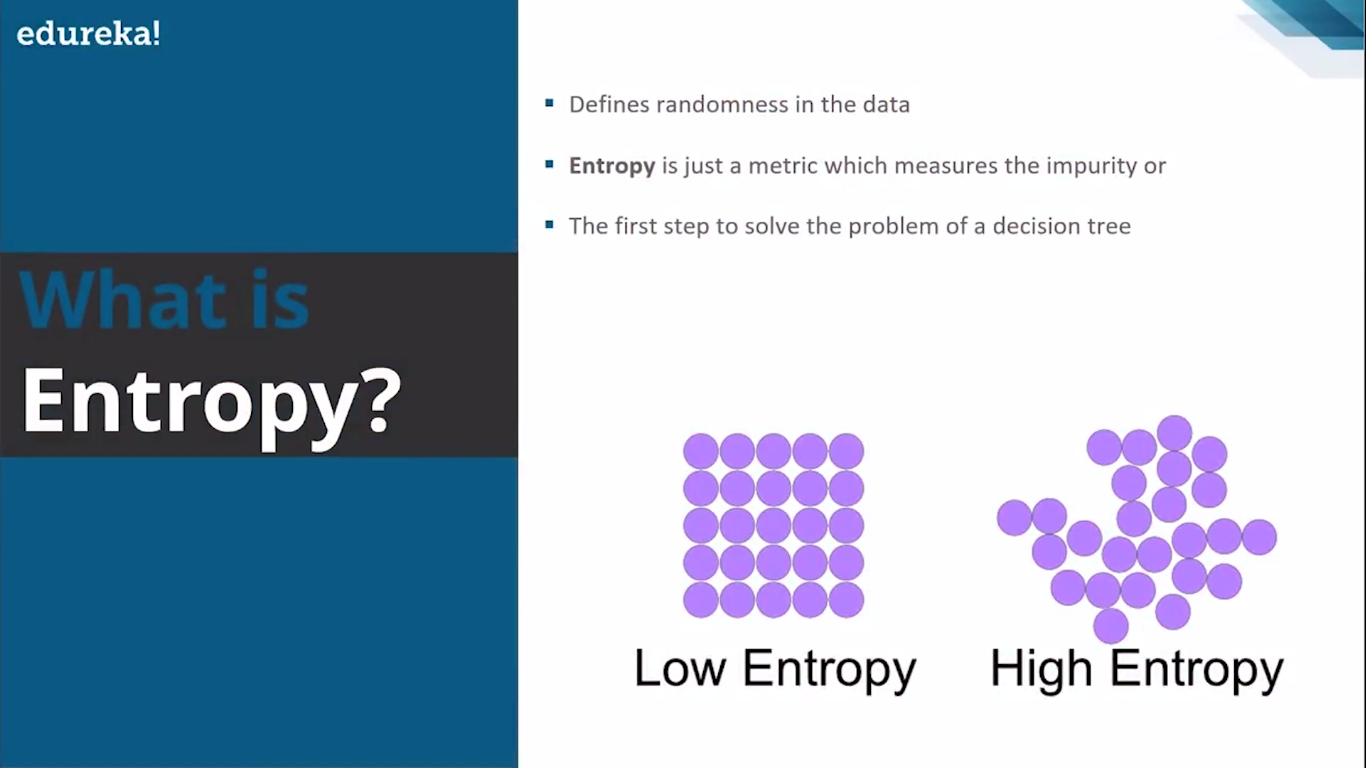 edureka!
What is
Entropy?
Defines randomness in the data
Entropy is just a metric which measures the impurity or
The first step to solve the problem of a decision tree
Low Entropy
High Entropy